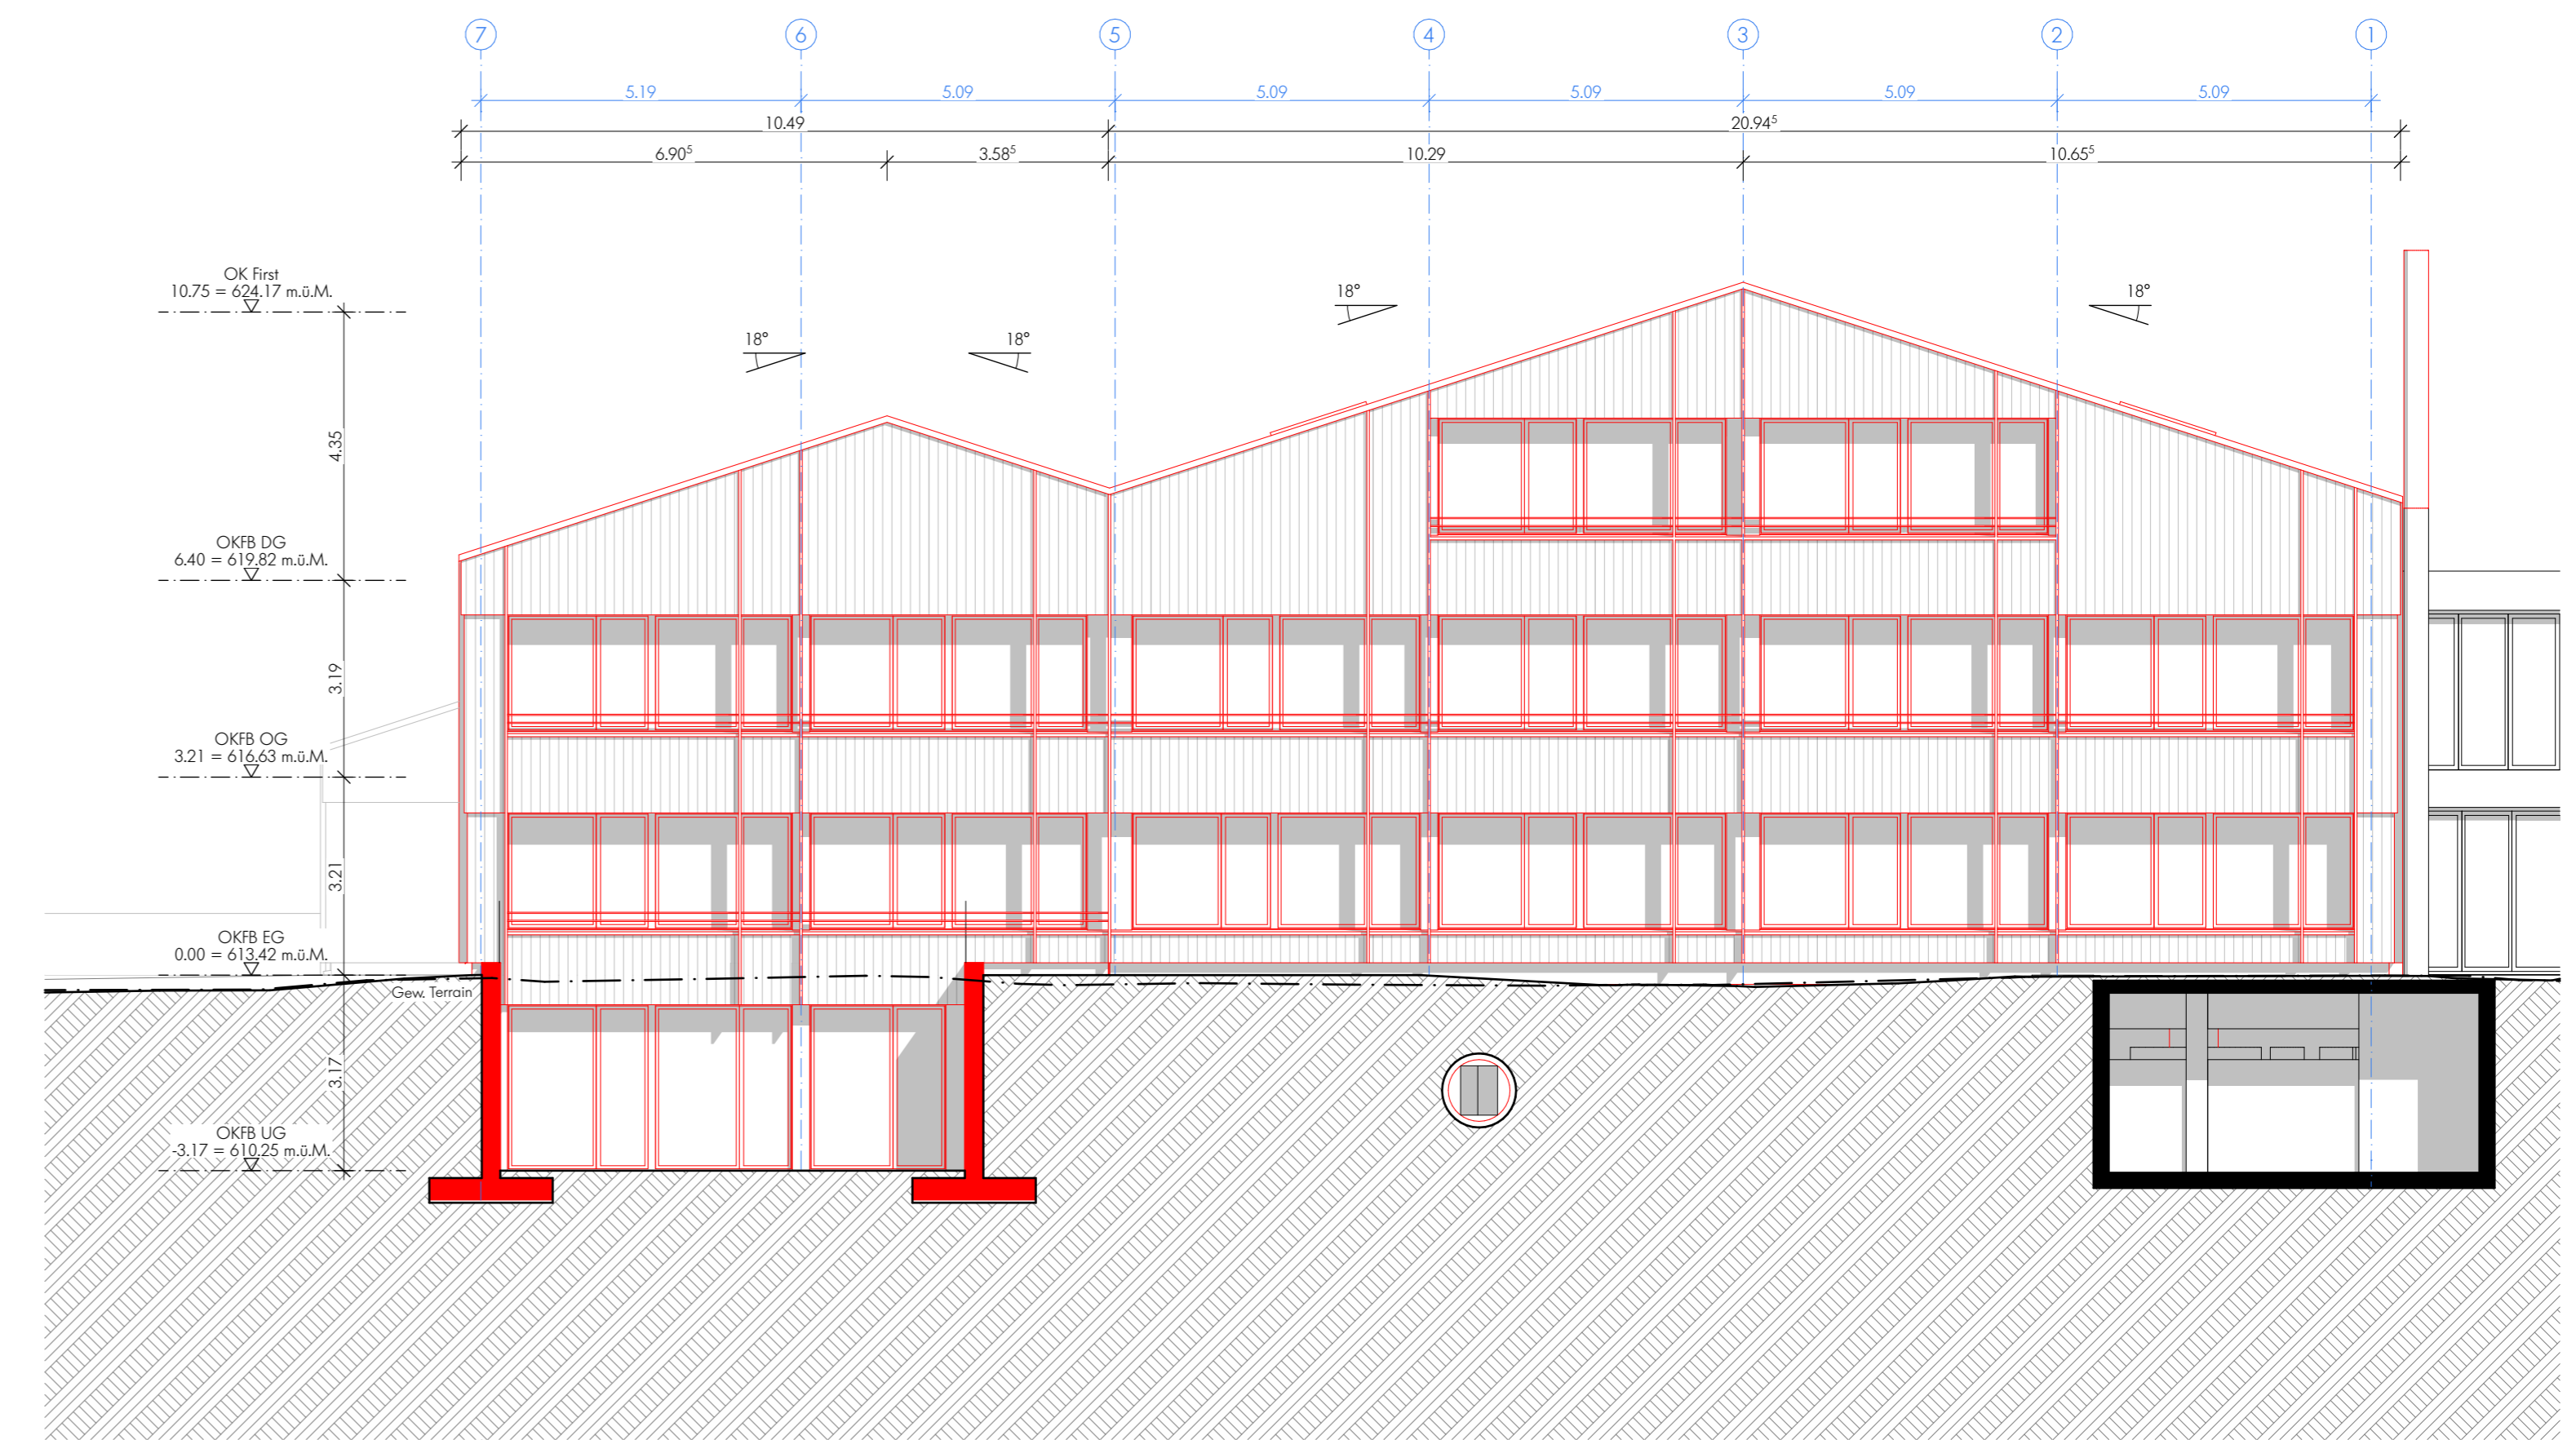 7 6 5 4 3 2 1
5.19 5.09 5.09 5.09 5.09 5.09
10.49 20.94⁵
6.90⁵ 3.58⁵ 10.29 10.65⁵
OK First
10.75 = 624.17 m.ü.M.
18° 18°
18° 18°
4.35
OKFB DG
6.40 = 619.82 m.ü.M.
3.19
OKFB OG
3.21 = 616.63 m.ü.M.
3.21
OKFB EG
0.00 = 613.42 m.ü.M.
Gew. Terrain
3.17
OKFB UG
-3.17 = 610.25 m.ü.M.